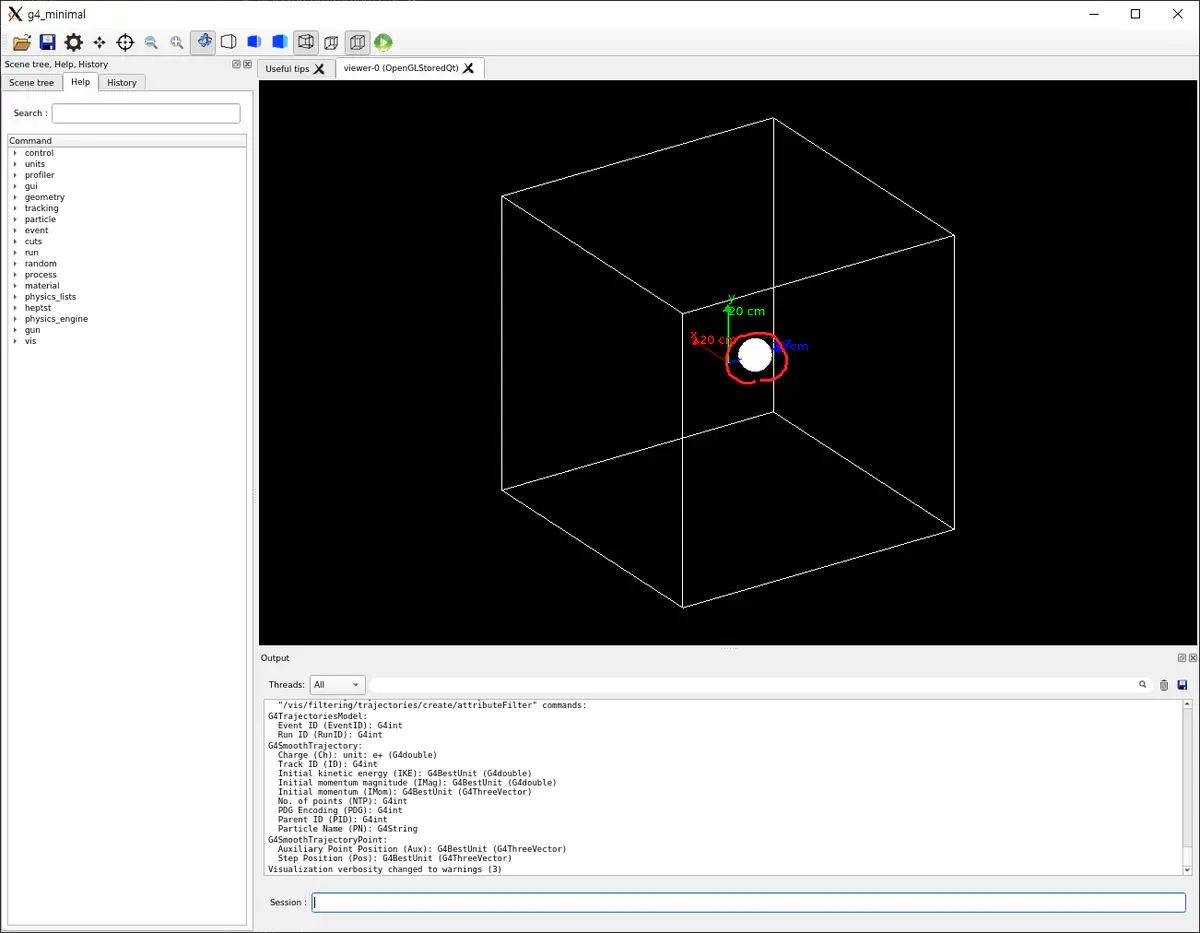 g4_minimal
Scene tree, Help, History
Useful tips
viewer-0 (OpenGLStoredQt)
Scene tree
Help
History
Search :
Command
control
units
profiler
gui
geometry
tracking
particle
event
cuts
run
random
process
material
physics_lists
heptst
physics_engine
gun
vis
y
20 cm
x
20 cm
z
cm
Output
Threads: All
"/vis/filtering/trajectories/create/attributeFilter" commands:
G4TrajectoriesModel:
Event ID (EventID): G4int
Run ID (RunID): G4int
G4SmoothTrajectory:
Charge (Ch): unit: e+ (G4double)
Track ID (ID): G4int
Initial kinetic energy (IKE): G4BestUnit (G4double)
Initial momentum magnitude (IMag): G4BestUnit (G4double)
Initial momentum (IMom): G4BestUnit (G4ThreeVector)
No. of points (NTP): G4int
PDG Encoding (PDG): G4int
Parent ID (PID): G4int
Particle Name (PN): G4String
G4SmoothTrajectoryPoint:
Auxiliary Point Position (Aux): G4BestUnit (G4ThreeVector)
Step Position (Pos): G4BestUnit (G4ThreeVector)
Visualization verbosity changed to warnings (3)
Session :